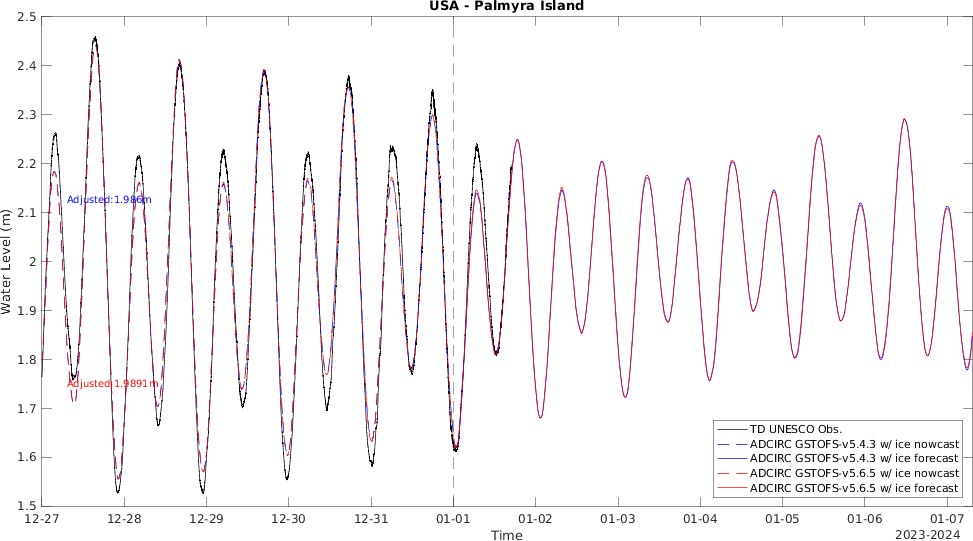 USA - Palmyra Island
Water Level (m)
2.5
2.4
2.3
2.2
2.1
2
1.9
1.8
1.7
1.6
1.5
Adjusted:1.986m
Adjusted:1.9891m
TD UNESCO Obs.
ADCIRC GSTOFS-v5.4.3 w/ ice nowcast
ADCIRC GSTOFS-v5.4.3 w/ ice forecast
ADCIRC GSTOFS-v5.6.5 w/ ice nowcast
ADCIRC GSTOFS-v5.6.5 w/ ice forecast
12-27 12-28 12-29 12-30 12-31 01-01 01-02 01-03 01-04 01-05 01-06 01-07
Time
2023-2024